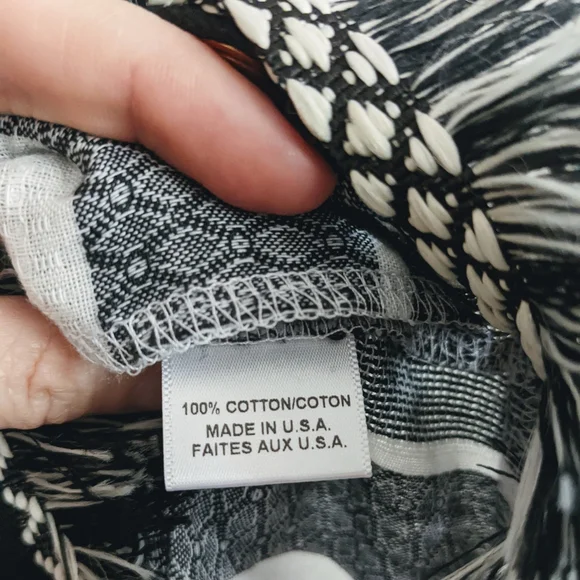 100% COTTON/COTON
MADE IN U.S.A.
FAITES AUX U.S.A.